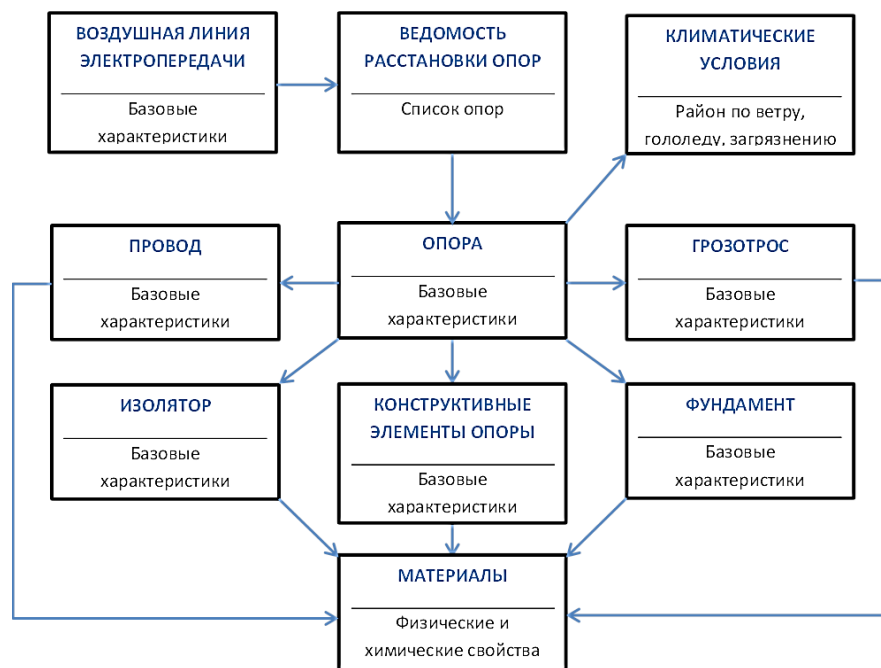 ВОЗДУШНАЯ ЛИНИЯ
ЭЛЕКТРОПЕРЕДАЧИ
Базовые
характеристики
ВЕДОМОСТЬ
РАССТАНОВКИ ОПОР
Список опор
КЛИМАТИЧЕСКИЕ
УСЛОВИЯ
Район по ветру,
гололеду, загрязнению
ПРОВОД
Базовые
характеристики
ОПОРА
Базовые
характеристики
ГРОЗОТРОС
Базовые
характеристики
ИЗОЛЯТОР
Базовые
характеристики
КОНСТРУКТИВНЫЕ
ЭЛЕМЕНТЫ ОПОРЫ
Базовые
характеристики
ФУНДАМЕНТ
Базовые
характеристики
МАТЕРИАЛЫ
Физические и
химические свойства